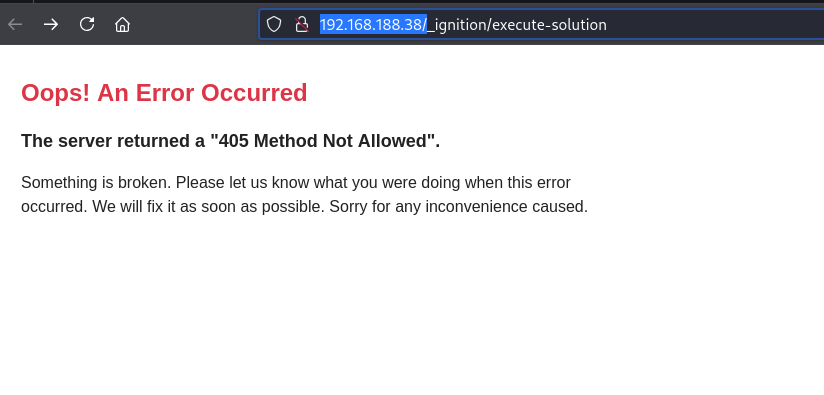 192.168.188.38/_ignition/execute-solution
Oops! An Error Occurred
The server returned a "405 Method Not Allowed".
Something is broken. Please let us know what you were doing when this error
occurred. We will fix it as soon as possible. Sorry for any inconvenience caused.